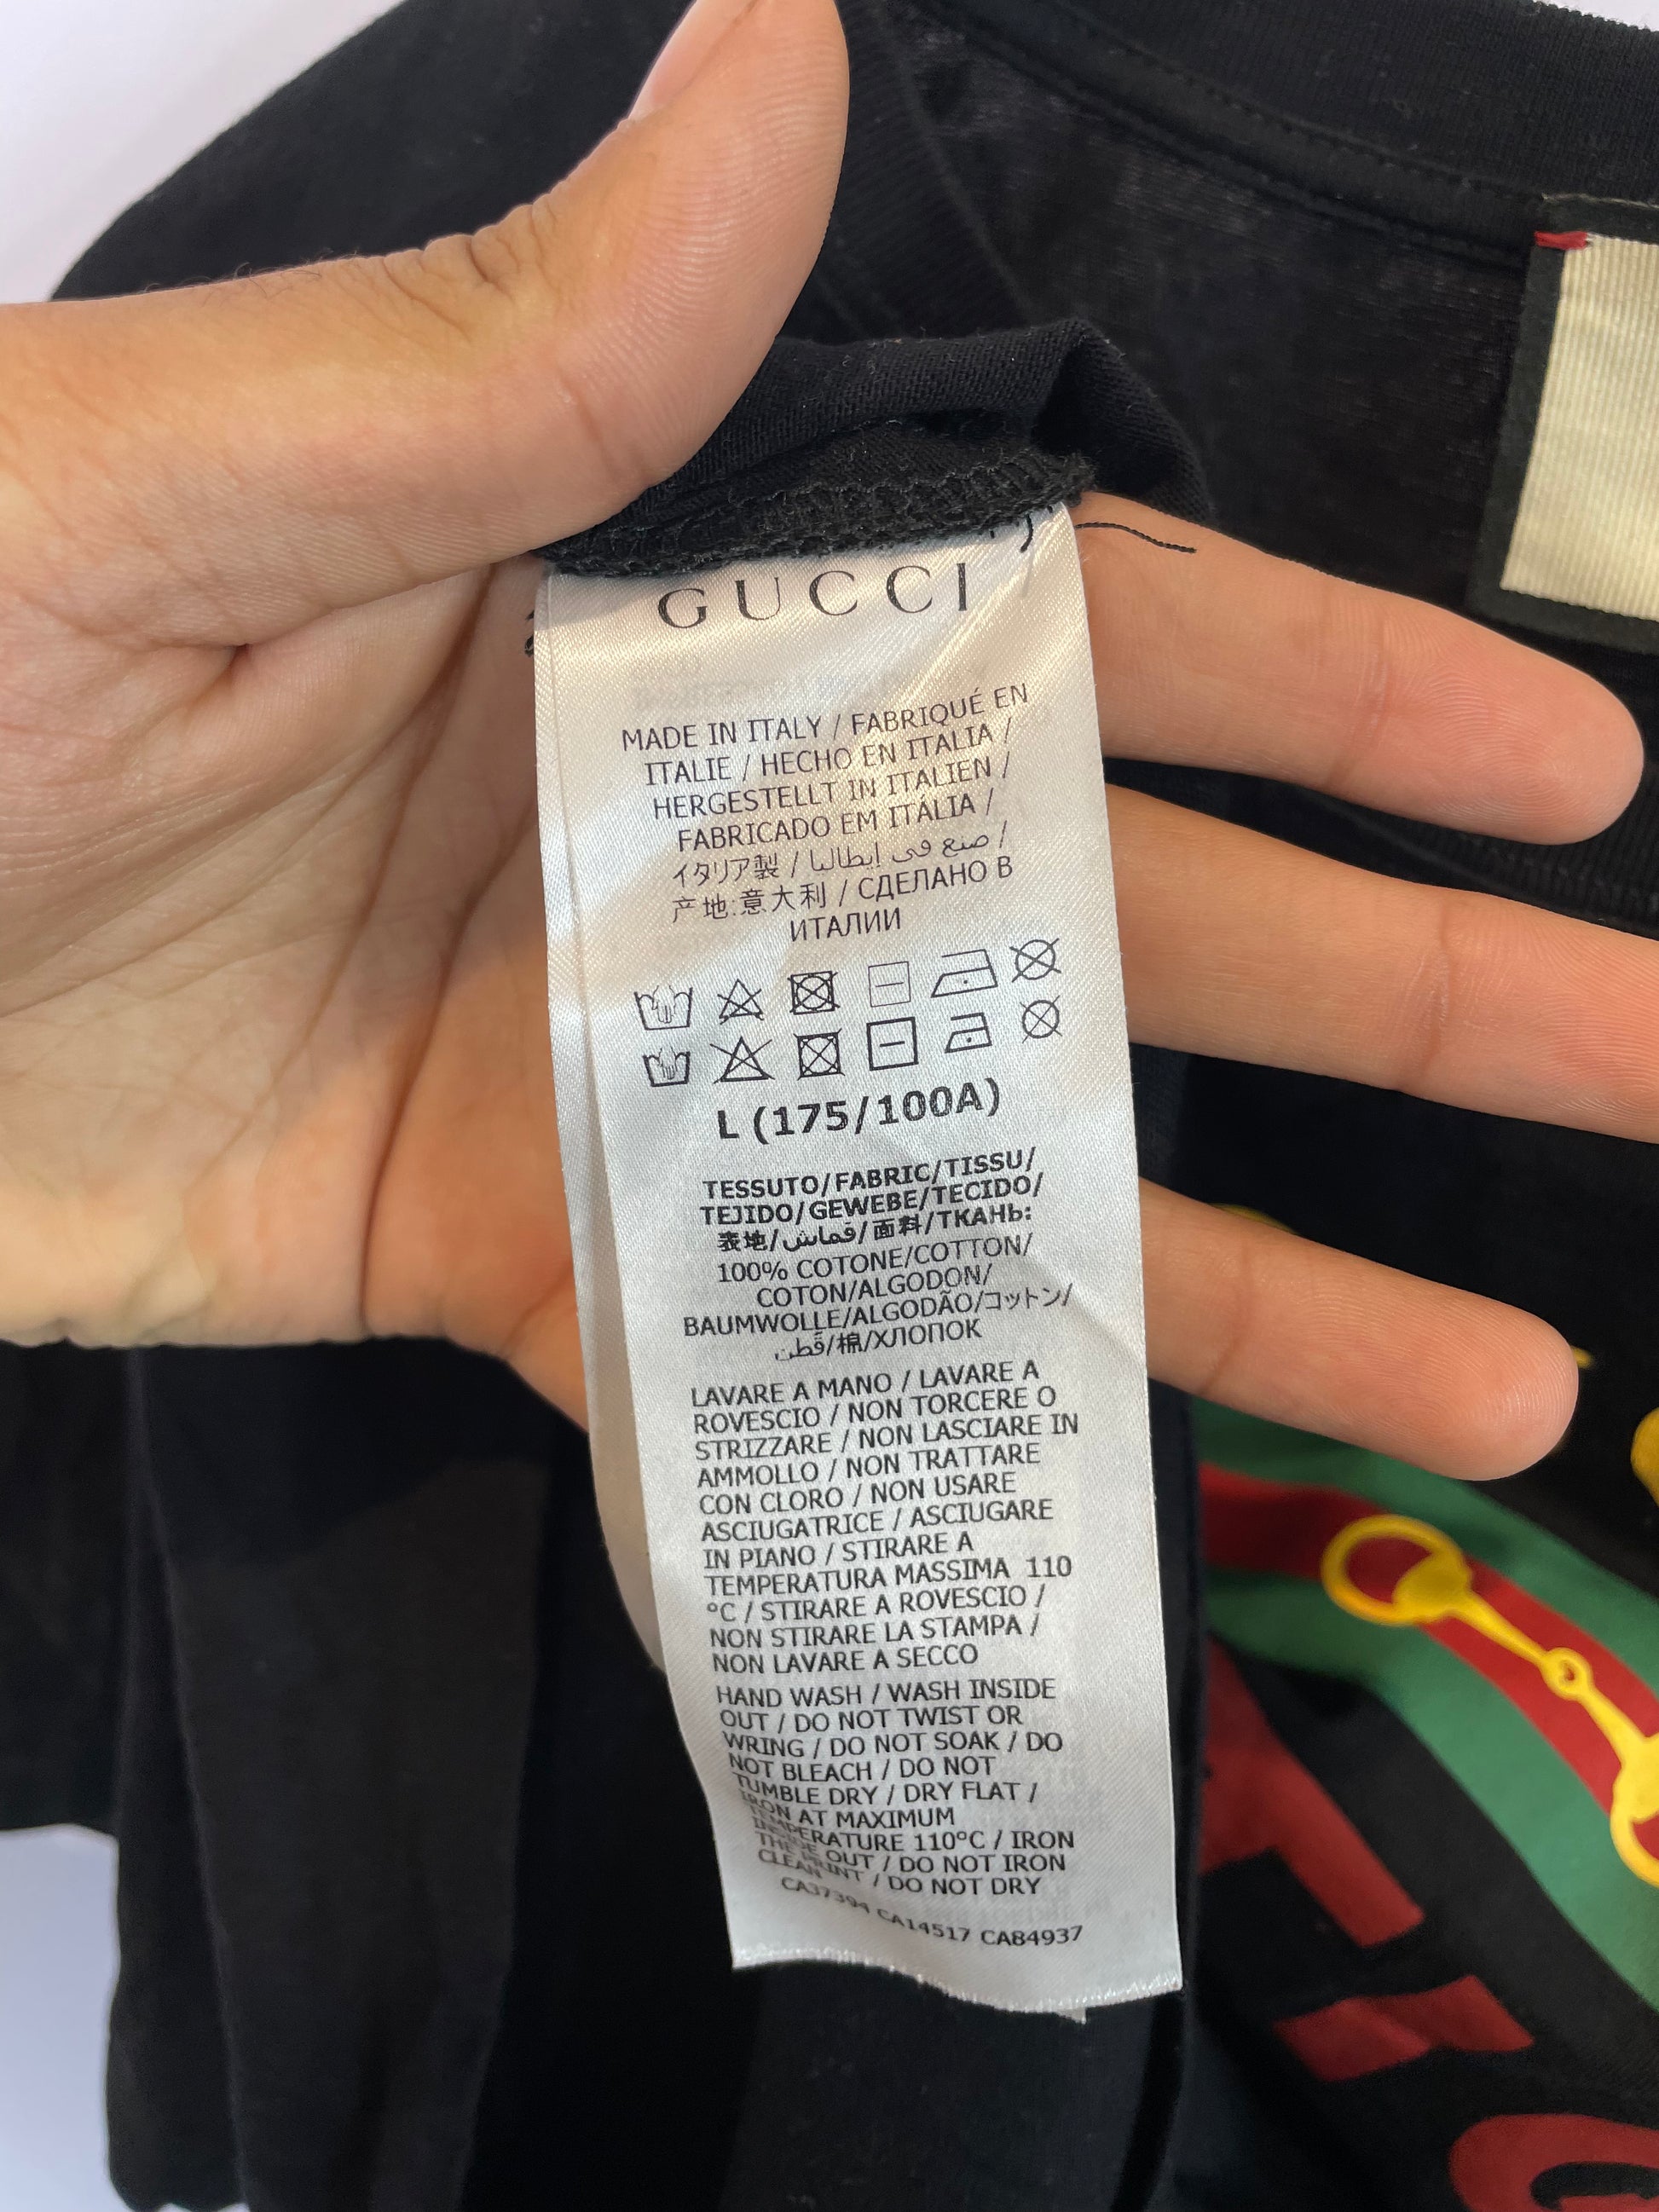 GUCCI
MADE IN ITALY / FABRIQUÉ EN
ITALIE / HECHO EN ITALIA /
HERGESTELLT IN ITALIEN /
FABRICADO EM ITÁLIA /
イタリア製 / صنع في إيطاليا /
产地:意大利 / СДЕЛАНО В
ИТАЛИИ
L (175/100A)
TESSUTO/FABRIC/TISSU/
TEJIDO/GEWEBE/TECIDO/
表地/قماش/面料/ТКАНЬ:
100% COTONE/COTTON/
COTON/ALGODON/
BAUMWOLLE/ALGODÃO/コットン/
قُطن/棉/ХЛОПОК
LAVARE A MANO / LAVARE A
ROVESCIO / NON TORCERE O
STRIZZARE / NON LASCIARE IN
AMMOLLO / NON TRATTARE
CON CLORO / NON USARE
ASCIUGATRICE / ASCIUGARE
IN PIANO / STIRARE A
TEMPERATURA MASSIMA 110
°C / STIRARE A ROVESCIO /
NON STIRARE LA STAMPA /
NON LAVARE A SECCO
HAND WASH / WASH INSIDE
OUT / DO NOT TWIST OR
WRING / DO NOT SOAK / DO
NOT BLEACH / DO NOT
TUMBLE DRY / DRY FLAT /
IRON AT MAXIMUM
TEMPERATURE 110°C / IRON
INSIDE OUT / DO NOT IRON
THE PRINT / DO NOT DRY
CLEAN
CA37394 CA14517 CA84937